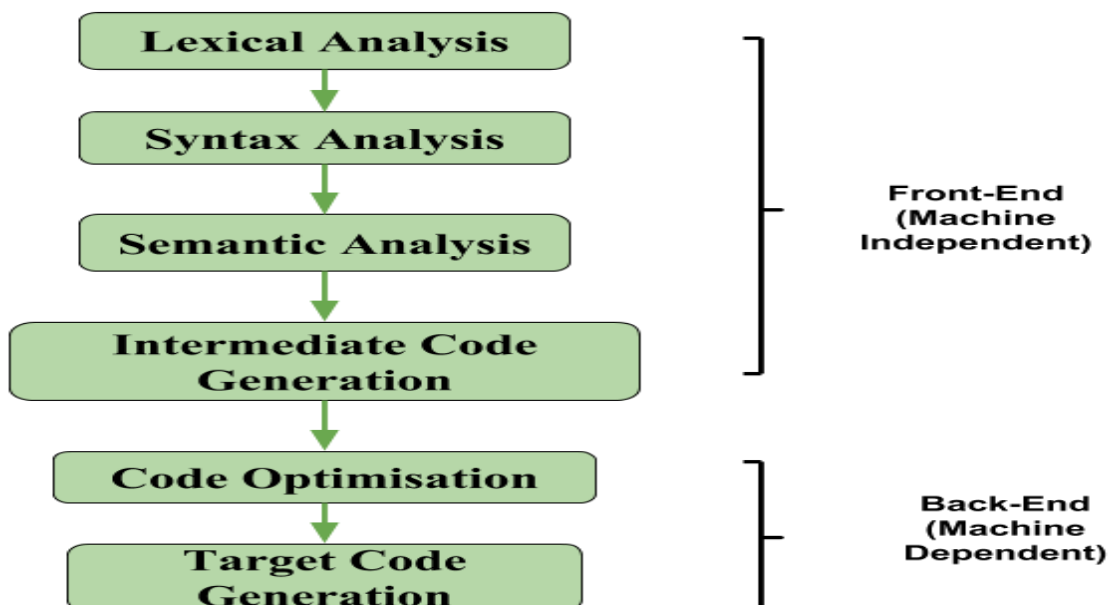 Lexical Analysis
Syntax Analysis
Semantic Analysis
Intermediate Code
Generation
Code Optimisation
Target Code
Generation
Front-End
(Machine
Independent)
Back-End
(Machine
Dependent)